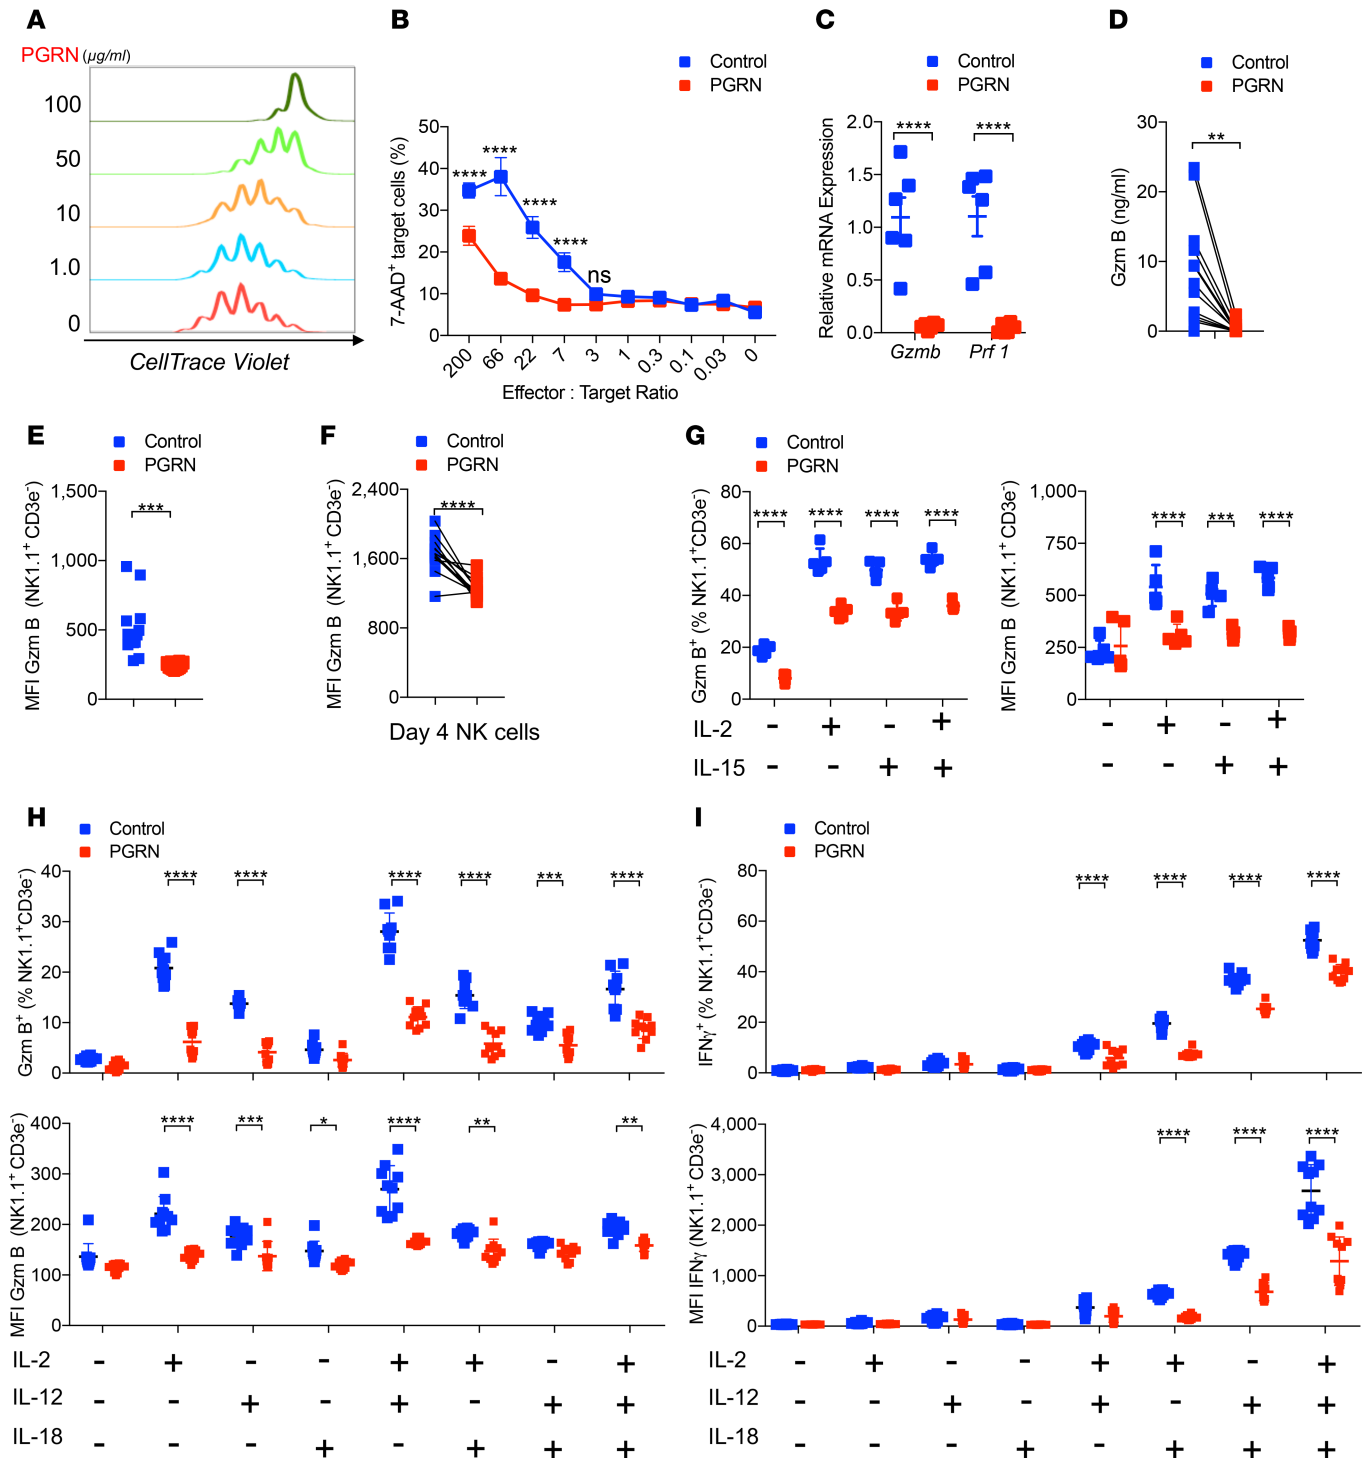 A
PGRN (µg/ml)
100
50
10
1.0
0
CellTrace Violet
B
Control
PGRN
7-AAD+ target cells (%)
50
40
30
20
10
0
**** **** **** **** ns
200 66 22 7 3 1 0.3 0.1 0.03 0
Effector : Target Ratio
C
Control
PGRN
Relative mRNA Expression
2.0
1.5
1.0
0.5
0.0
**** ****
Gzmb Prf 1
D
Control
PGRN
Gzm B (ng/ml)
30
20
10
0
**
E
Control
PGRN
MFI Gzm B (NK1.1+ CD3e-)
1,500
1,000
500
0
***
F
Control
PGRN
MFI Gzm B (NK1.1+ CD3e-)
2,400
1,600
800
0
****
Day 4 NK cells
G
Control
PGRN
Gzm B+ (% NK1.1+CD3e-)
80
60
40
20
0
**** **** **** ****
MFI Gzm B (NK1.1+ CD3e-)
1,000
750
500
250
0
**** *** ****
IL-2 - + - + - + - +
IL-15 - - + + - - + +
H
Control
PGRN
Gzm B+ (% NK1.1+CD3e-)
40
30
20
10
0
**** **** **** **** *** ****
MFI Gzm B (NK1.1+ CD3e-)
400
300
200
100
0
**** *** * **** ** **
IL-2 - + - - + + - +
IL-12 - - + - + - + +
IL-18 - - - + - + + +
I
Control
PGRN
IFNγ+ (% NK1.1+CD3e-)
80
60
40
20
0
**** **** **** ****
MFI IFNγ (NK1.1+ CD3e-)
4,000
3,000
2,000
1,000
0
**** **** ****
IL-2 - + - - + + - +
IL-12 - - + - + - + +
IL-18 - - - + - + + +